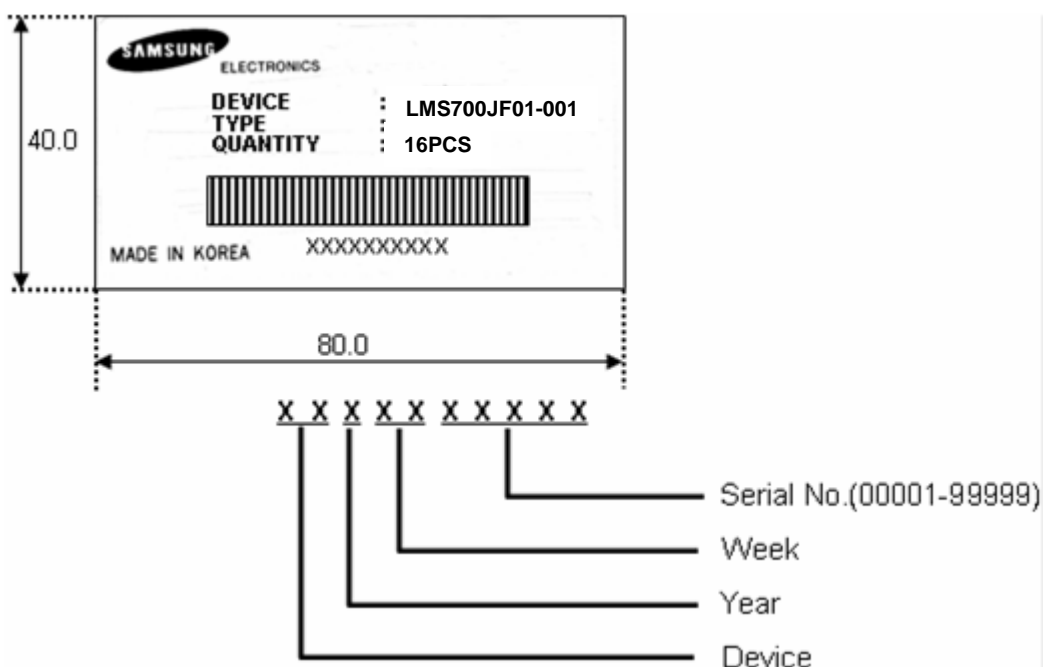 SAMSUNG
ELECTRONICS
DEVICE : LMS700JF01-001
TYPE :
QUANTITY : 16PCS
40.0
MADE IN KOREA XXXXXXXXXX
80.0
X X X X X X X X X X
Serial No.(00001-99999)
Week
Year
Device